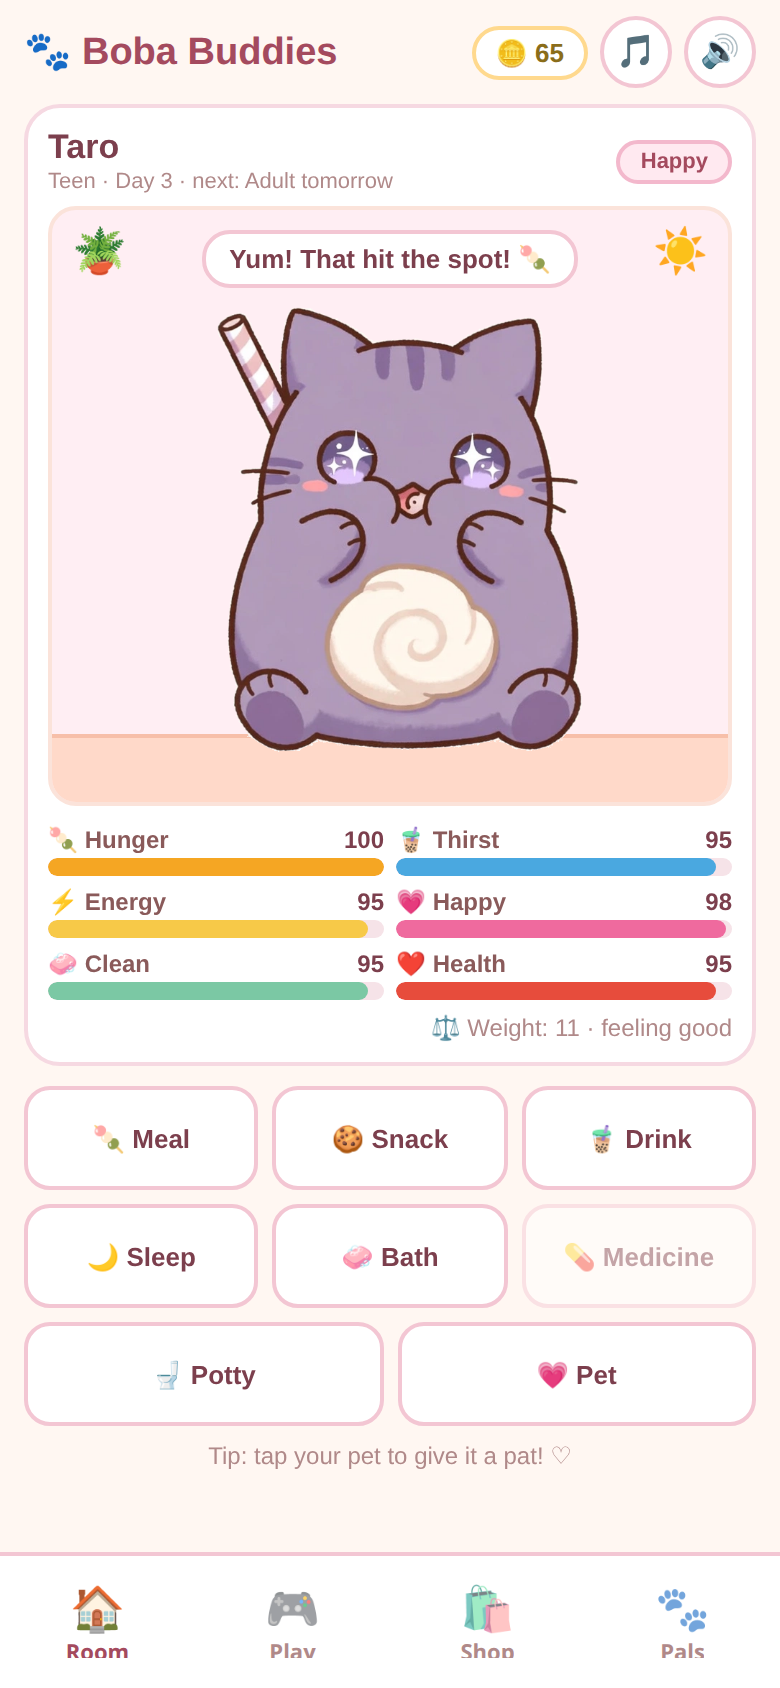 🐾 Boba Buddies 🪙 65 🎵 🔊
Taro
Teen · Day 3 · next: Adult tomorrow
Happy
Yum! That hit the spot! 🍡
🍡 Hunger 100
🧋 Thirst 95
⚡ Energy 95
💗 Happy 98
🧼 Clean 95
❤️ Health 95
⚖️ Weight: 11 · feeling good
🍡 Meal
🍪 Snack
🧋 Drink
🌙 Sleep
🧼 Bath
💊 Medicine
🚽 Potty
💗 Pet
Tip: tap your pet to give it a pat! ♡
Room
Play
Shop
Pals